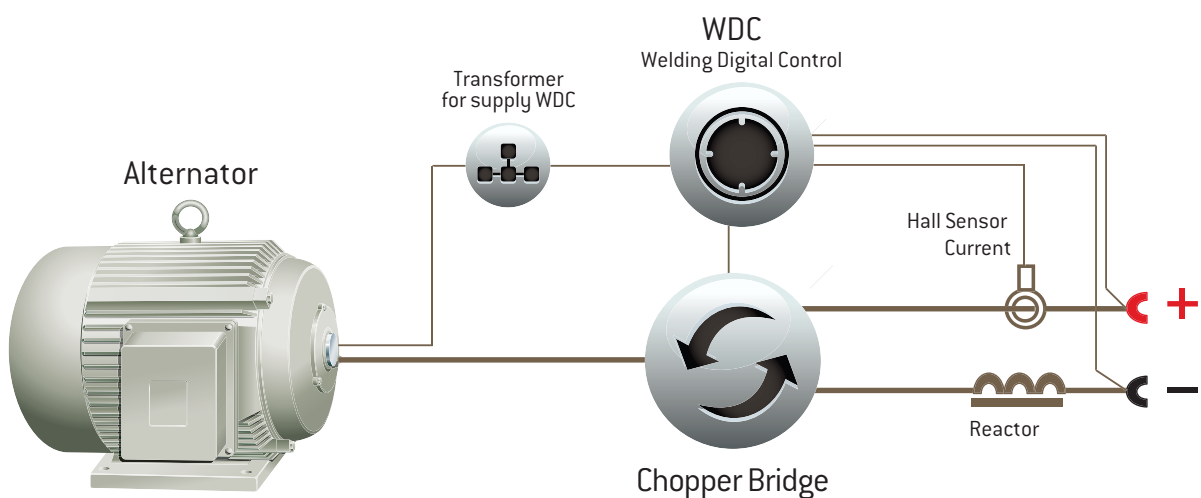 WDC
Welding Digital Control
Transformer
for supply WDC
Alternator
Hall Sensor
Current
+
−
Reactor
Chopper Bridge